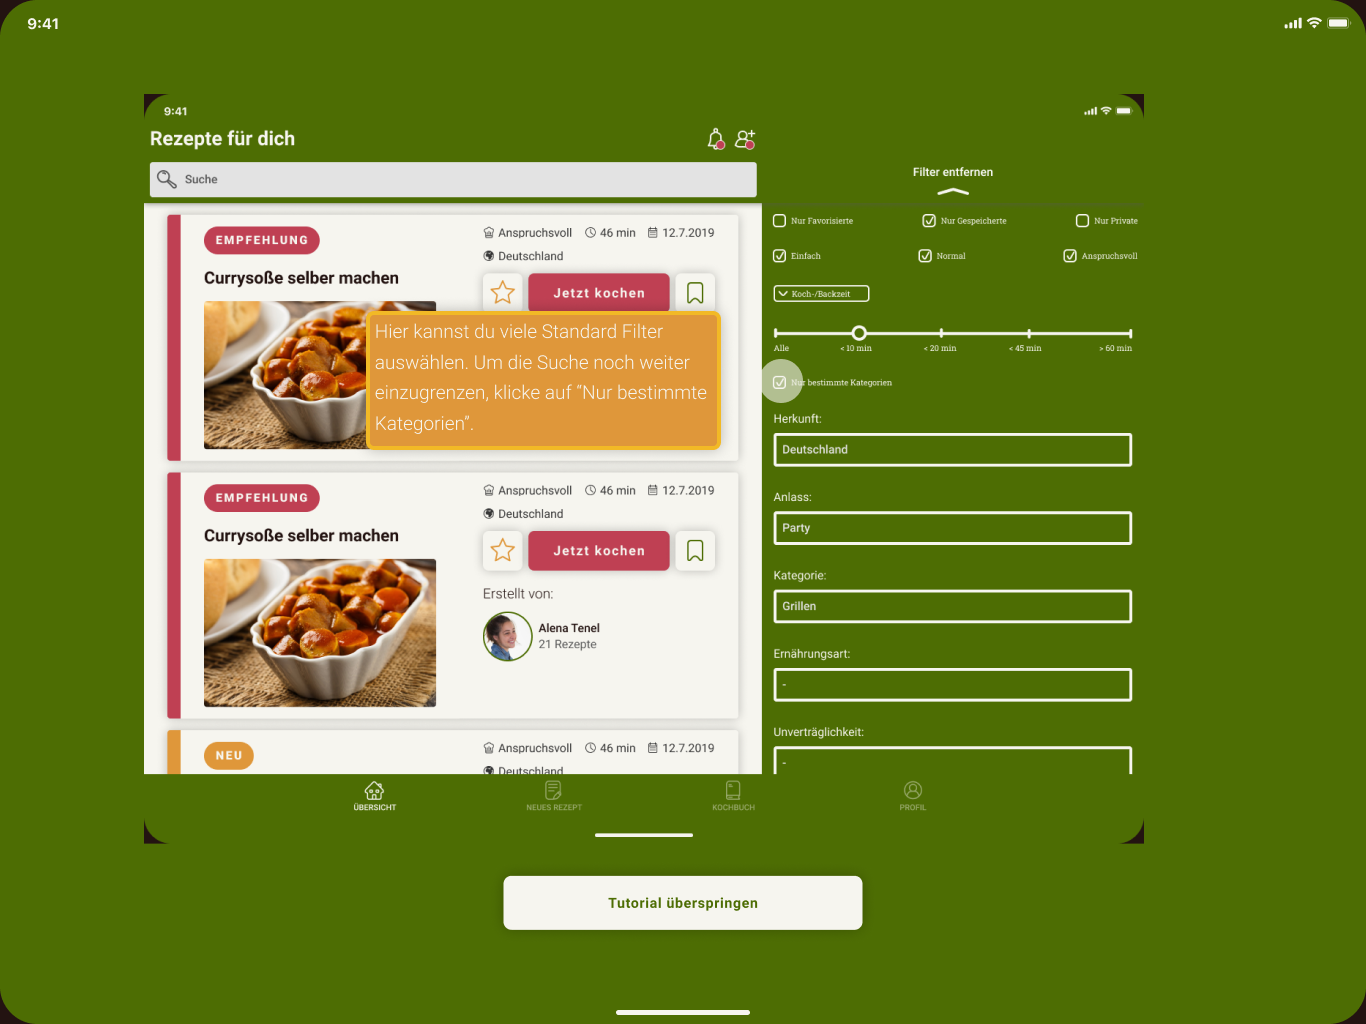 9:41
9:41
Rezepte für dich
Suche
EMPFEHLUNG
Currysoße selber machen
Anspruchsvoll 46 min 12.7.2019
Deutschland
Jetzt kochen
Hier kannst du viele Standard Filter
auswählen. Um die Suche noch weiter
einzugrenzen, klicke auf "Nur bestimmte
Kategorien".
EMPFEHLUNG
Currysoße selber machen
Anspruchsvoll 46 min 12.7.2019
Deutschland
Jetzt kochen
Erstellt von:
Alena Tenel
21 Rezepte
NEU
Anspruchsvoll 46 min 12.7.2019
Deutschland
Filter entfernen
Nur Favorisierte Nur Gespeicherte Nur Private
Einfach Normal Anspruchsvoll
Koch-/Backzeit
Alle < 10 min < 20 min < 45 min > 60 min
Nur bestimmte Kategorien
Herkunft:
Deutschland
Anlass:
Party
Kategorie:
Grillen
Ernährungsart:
-
Unverträglichkeit:
-
ÜBERSICHT NEUES REZEPT KOCHBUCH PROFIL
Tutorial überspringen